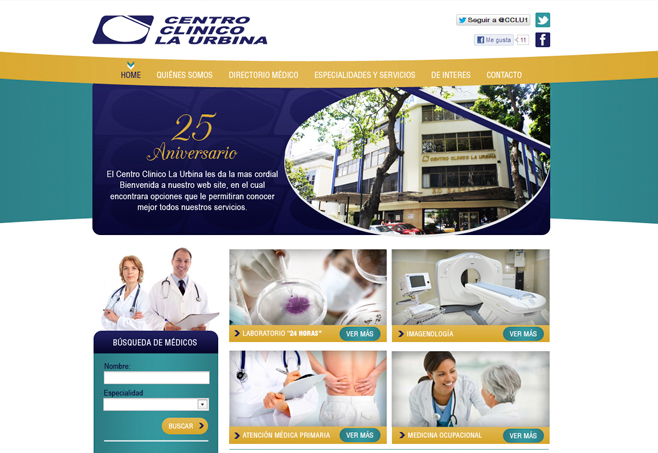 CENTRO
CLINICO
LA URBINA
Seguir a @CCLU1
Me gusta 11
HOME QUIÉNES SOMOS DIRECTORIO MÉDICO ESPECIALIDADES Y SERVICIOS DE INTERES CONTACTO
25
Aniversario
El Centro Clinico La Urbina les da la mas cordial
Bienvenida a nuestro web site, en el cual
encontrara opciones que le permitiran conocer
mejor todos nuestros servicios.
CENTRO CLINICO LA URBINA
BÚSQUEDA DE MÉDICOS
Nombre:
Especialidad
BUSCAR
LABORATORIO "24 HORAS" VER MÁS
IMAGENOLOGÍA VER MÁS
ATENCIÓN MÉDICA PRIMARIA VER MÁS
MEDICINA OCUPACIONAL VER MÁS